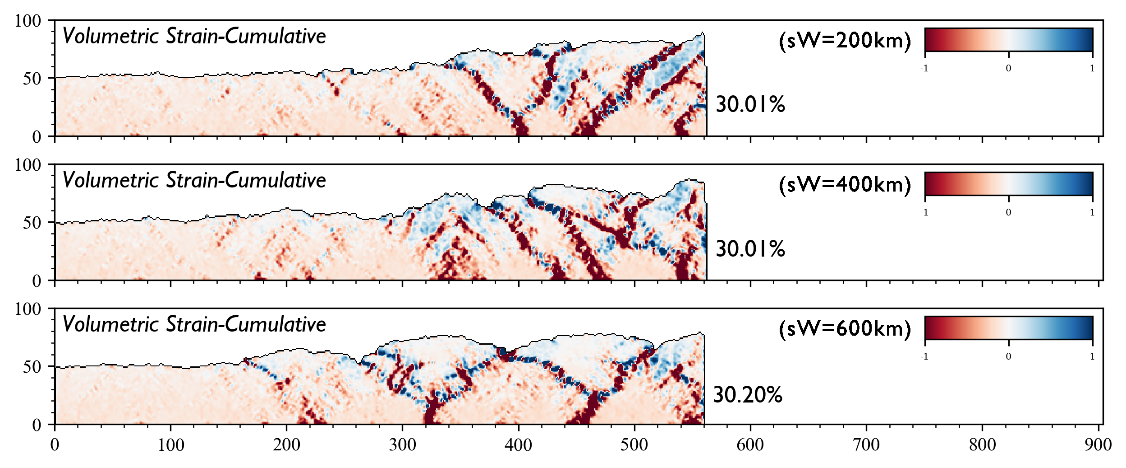 100
Volumetric Strain-Cumulative
(sW=200km)
50
1 0 1
30.01%
0
100
Volumetric Strain-Cumulative
(sW=400km)
50
1 0 1
30.01%
0
100
Volumetric Strain-Cumulative
(sW=600km)
50
1 0 1
30.20%
0
0 100 200 300 400 500 600 700 800 900